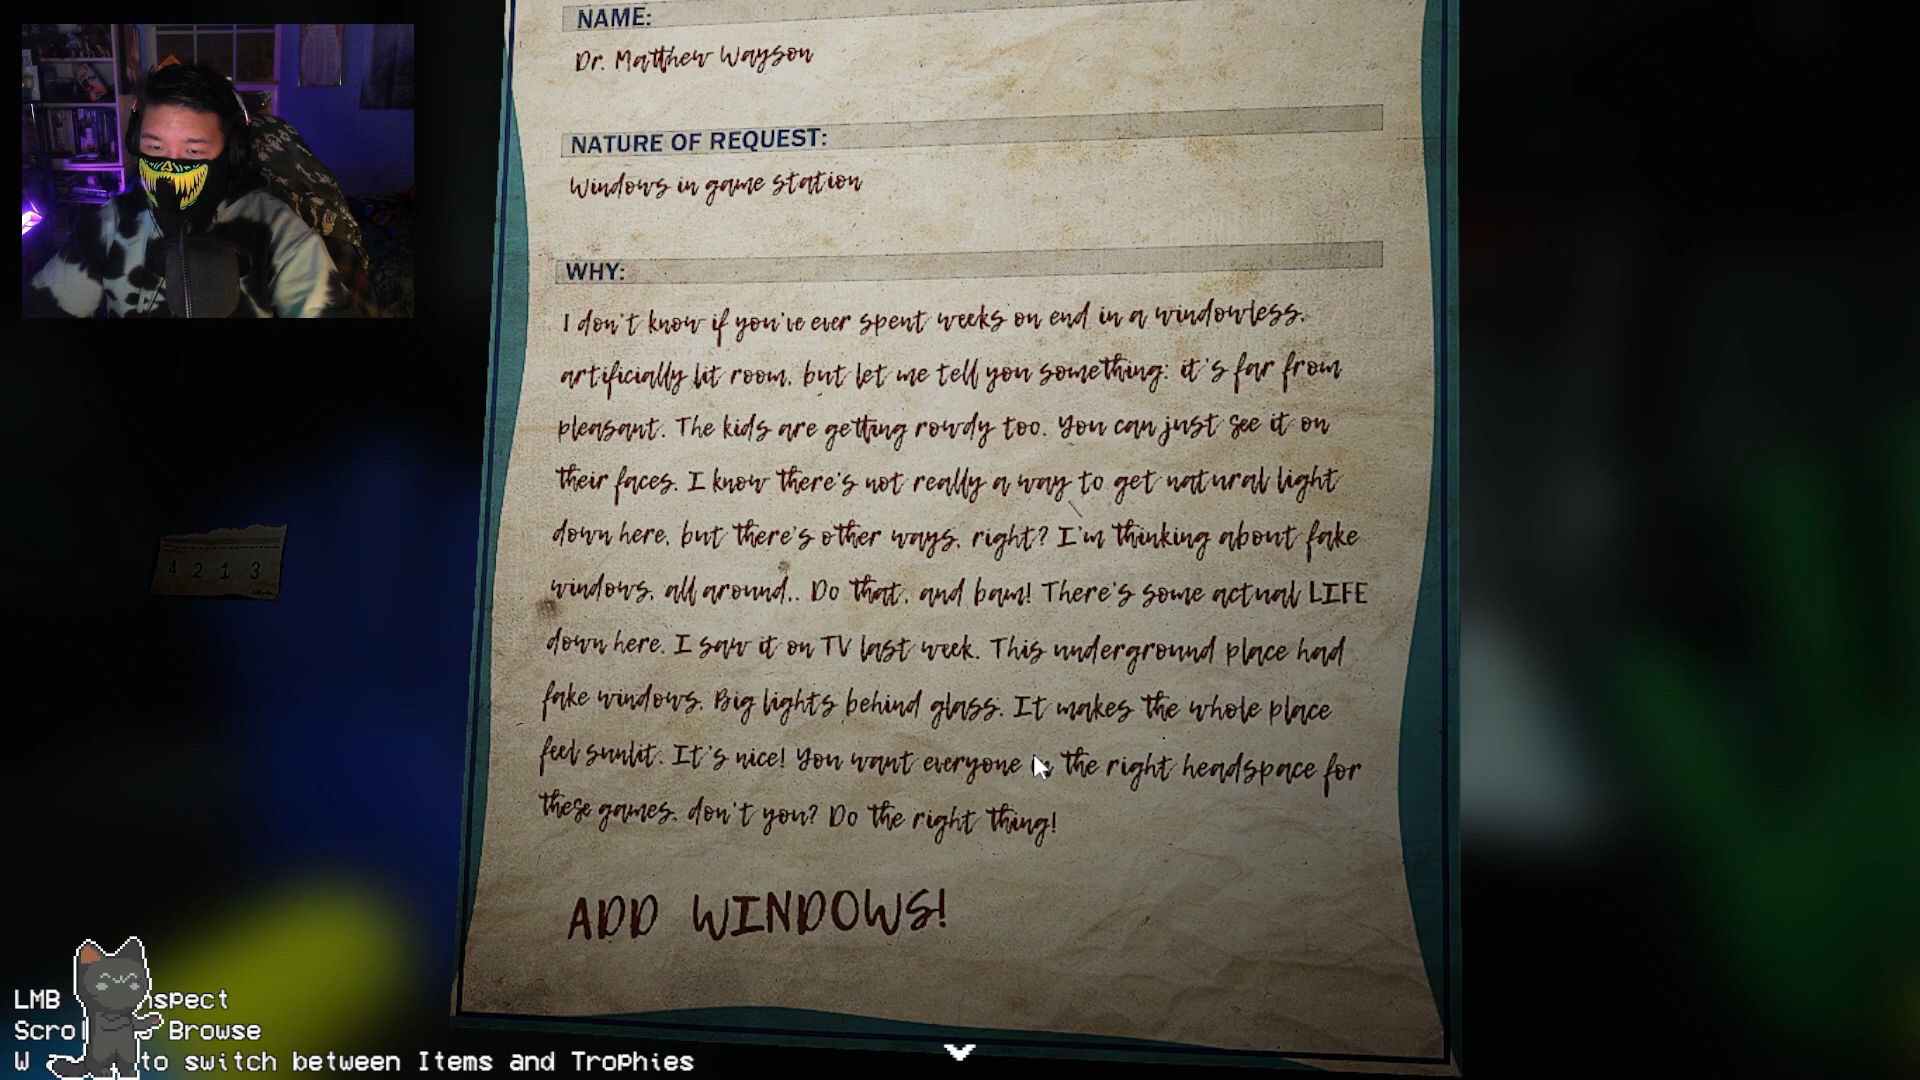 NAME:
Dr. Matthew Wayson
NATURE OF REQUEST:
Windows in game station
WHY:
I don't know if you've ever spent weeks on end in a windowless,
artificially lit room, but let me tell you something: it's far from
pleasant. The kids are getting rowdy too. You can just see it on
their faces. I know there's not really a way to get natural light
down here, but there's other ways, right? I'm thinking about fake
windows, all around,. Do that, and bam! There's some actual LIFE
down here. I saw it on TV last week. This underground place had
fake windows. Big lights behind glass. It makes the whole place
feel sunlit. It's nice! You want everyone the right headspace for
these games, don't you? Do the right thing!
ADD WINDOWS!
4 2 1 3
LMB
Browse
W to switch between Items and Trophies